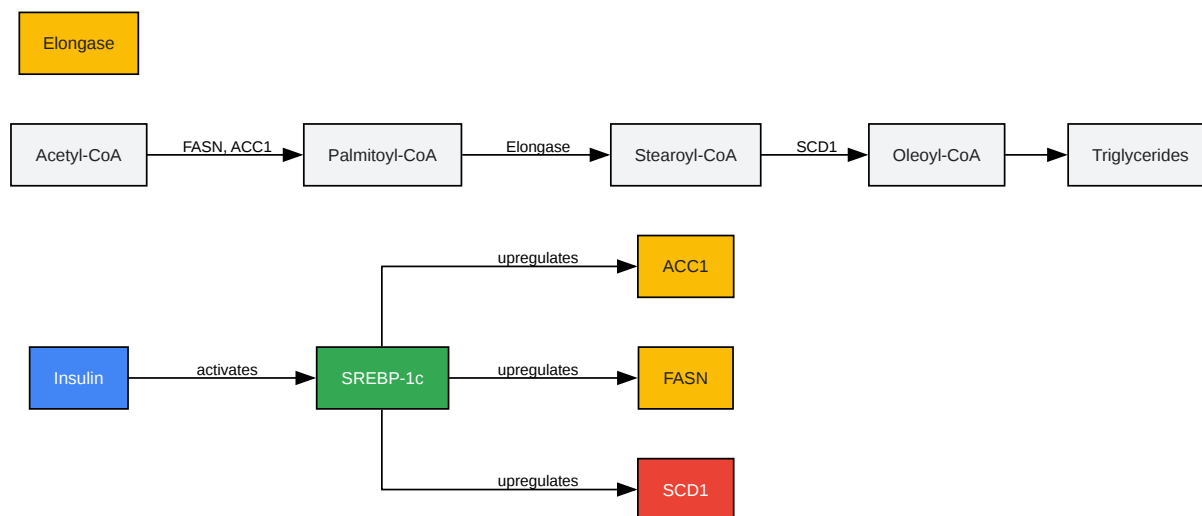 Elongase
Acetyl-CoA
FASN, ACC1
Palmitoyl-CoA
Elongase
Stearoyl-CoA
SCD1
Oleoyl-CoA
Triglycerides
upregulates
ACC1
Insulin
activates
SREBP-1c
upregulates
FASN
upregulates
SCD1